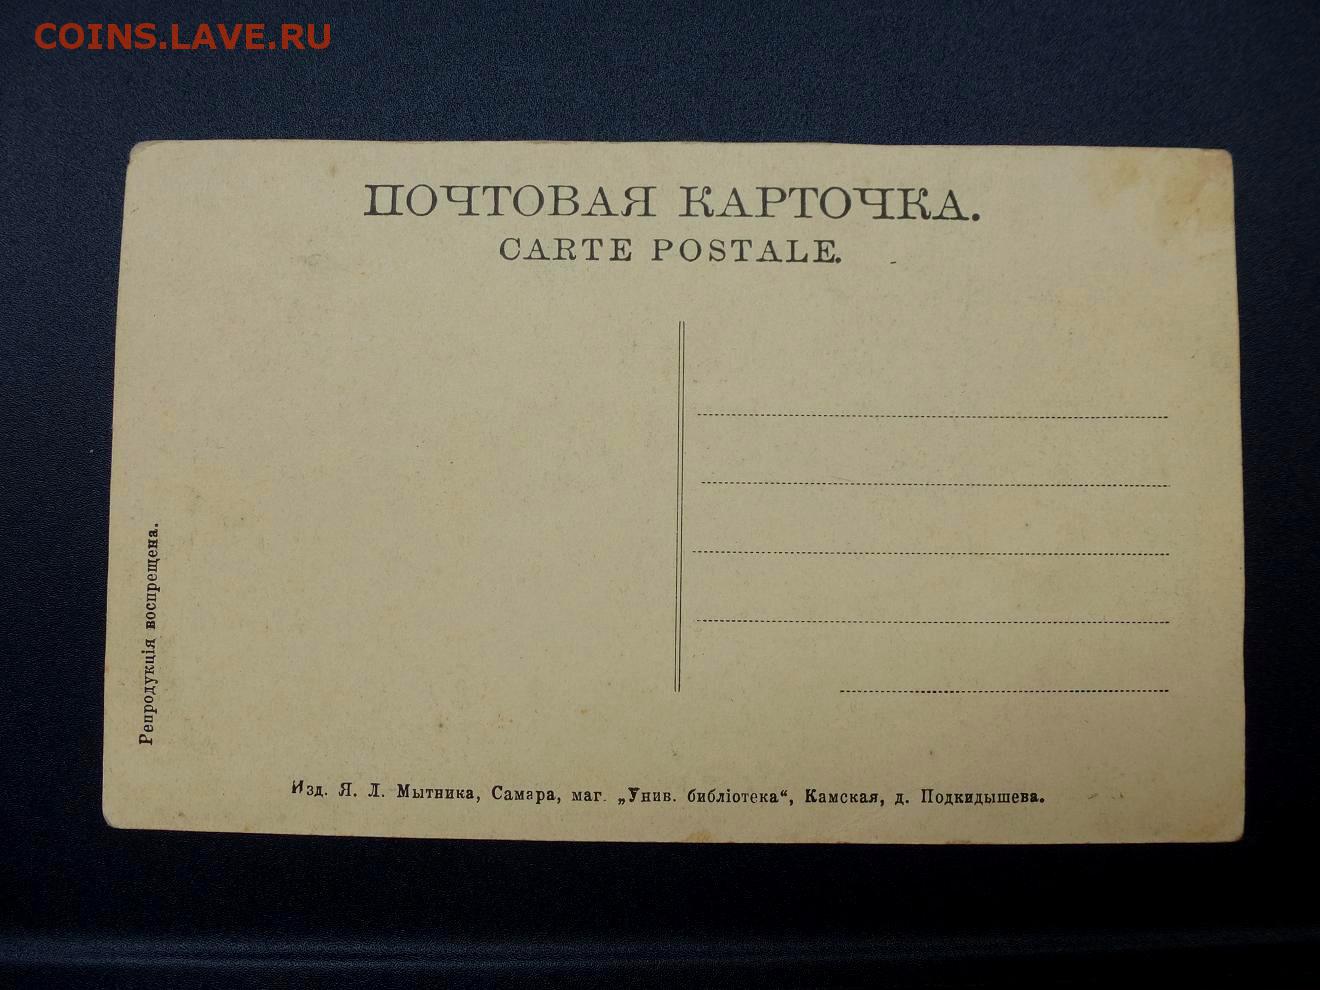 COINS.LAVE.RU
ПОЧТОВАЯ КАРТОЧКА.
CARTE POSTALE.
Репродукція воспрещена.
Изд. Я. Л. Мытника, Самара, маг. „Унив. библіотека“, Камская, д. Подкидышева.